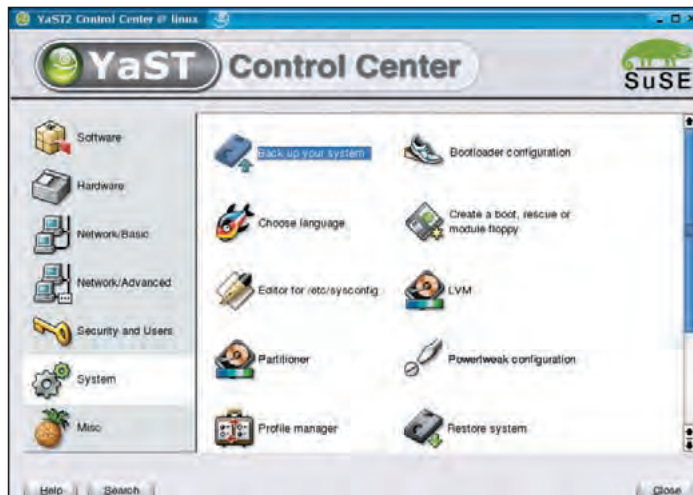 YaST2 Control Center @ linux
YaST Control Center
SuSE
Software
Hardware
Network/Basic
Network/Advanced
Security and Users
System
Misc
Back up your system
Bootloader configuration
Choose language
Create a boot, rescue or
module floppy
Editor for /etc/sysconfig
LVM
Partitioner
Powertweak configuration
Profile manager
Restore system
Help
Search
Close